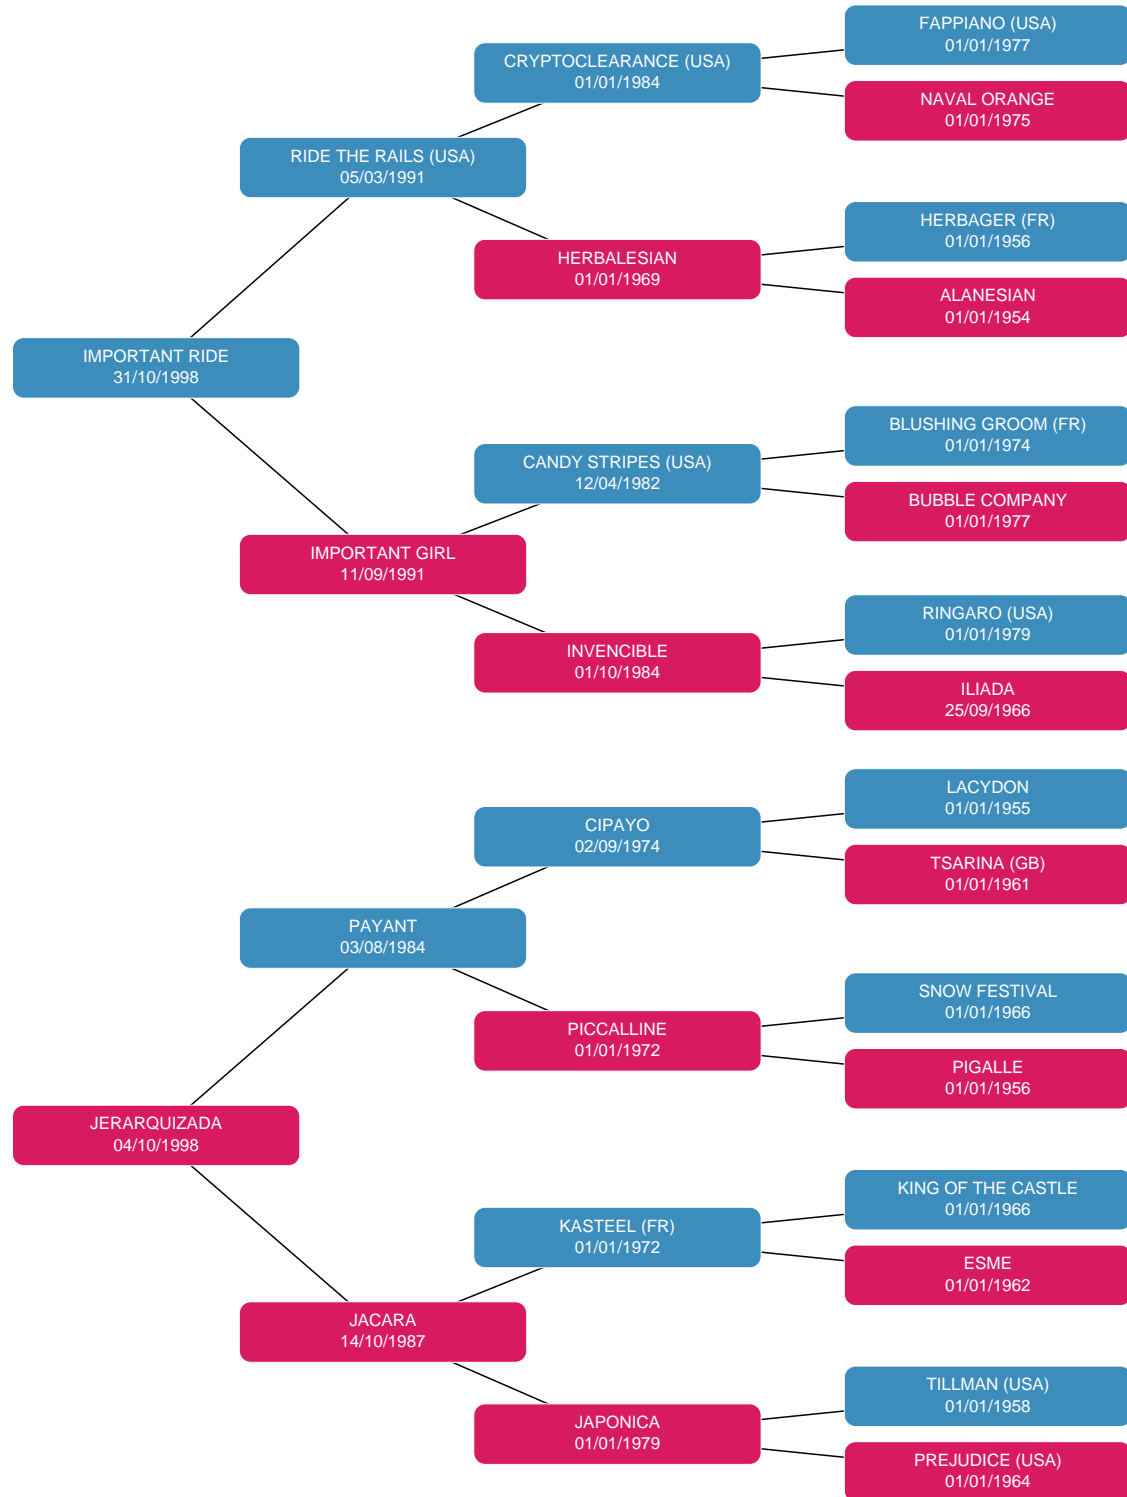 FAPPIANO (USA)
01/01/1977
CRYPTOCLEARANCE (USA)
01/01/1984
NAVAL ORANGE
01/01/1975
RIDE THE RAILS (USA)
05/03/1991
HERBAGER (FR)
01/01/1956
HERBALESIAN
01/01/1969
ALANESIAN
01/01/1954
IMPORTANT RIDE
31/10/1998
BLUSHING GROOM (FR)
01/01/1974
CANDY STRIPES (USA)
12/04/1982
BUBBLE COMPANY
01/01/1977
IMPORTANT GIRL
11/09/1991
RINGARO (USA)
01/01/1979
INVENCIBLE
01/10/1984
ILIADA
25/09/1966
LACYDON
01/01/1955
CIPAYO
02/09/1974
TSARINA (GB)
01/01/1961
PAYANT
03/08/1984
SNOW FESTIVAL
01/01/1966
PICCALLINE
01/01/1972
PIGALLE
01/01/1956
JERARQUIZADA
04/10/1998
KING OF THE CASTLE
01/01/1966
KASTEEL (FR)
01/01/1972
ESME
01/01/1962
JACARA
14/10/1987
TILLMAN (USA)
01/01/1958
JAPONICA
01/01/1979
PREJUDICE (USA)
01/01/1964